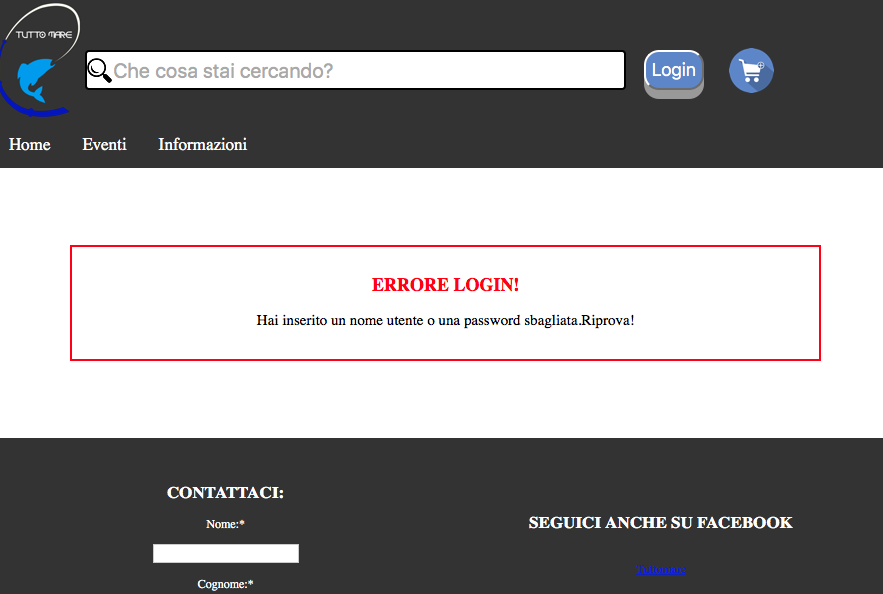 TUTTO MARE
Che cosa stai cercando?
Login
Home Eventi Informazioni
ERRORE LOGIN!
Hai inserito un nome utente o una password sbagliata.Riprova!
CONTATTACI:
Nome:*
Cognome:*
SEGUICI ANCHE SU FACEBOOK